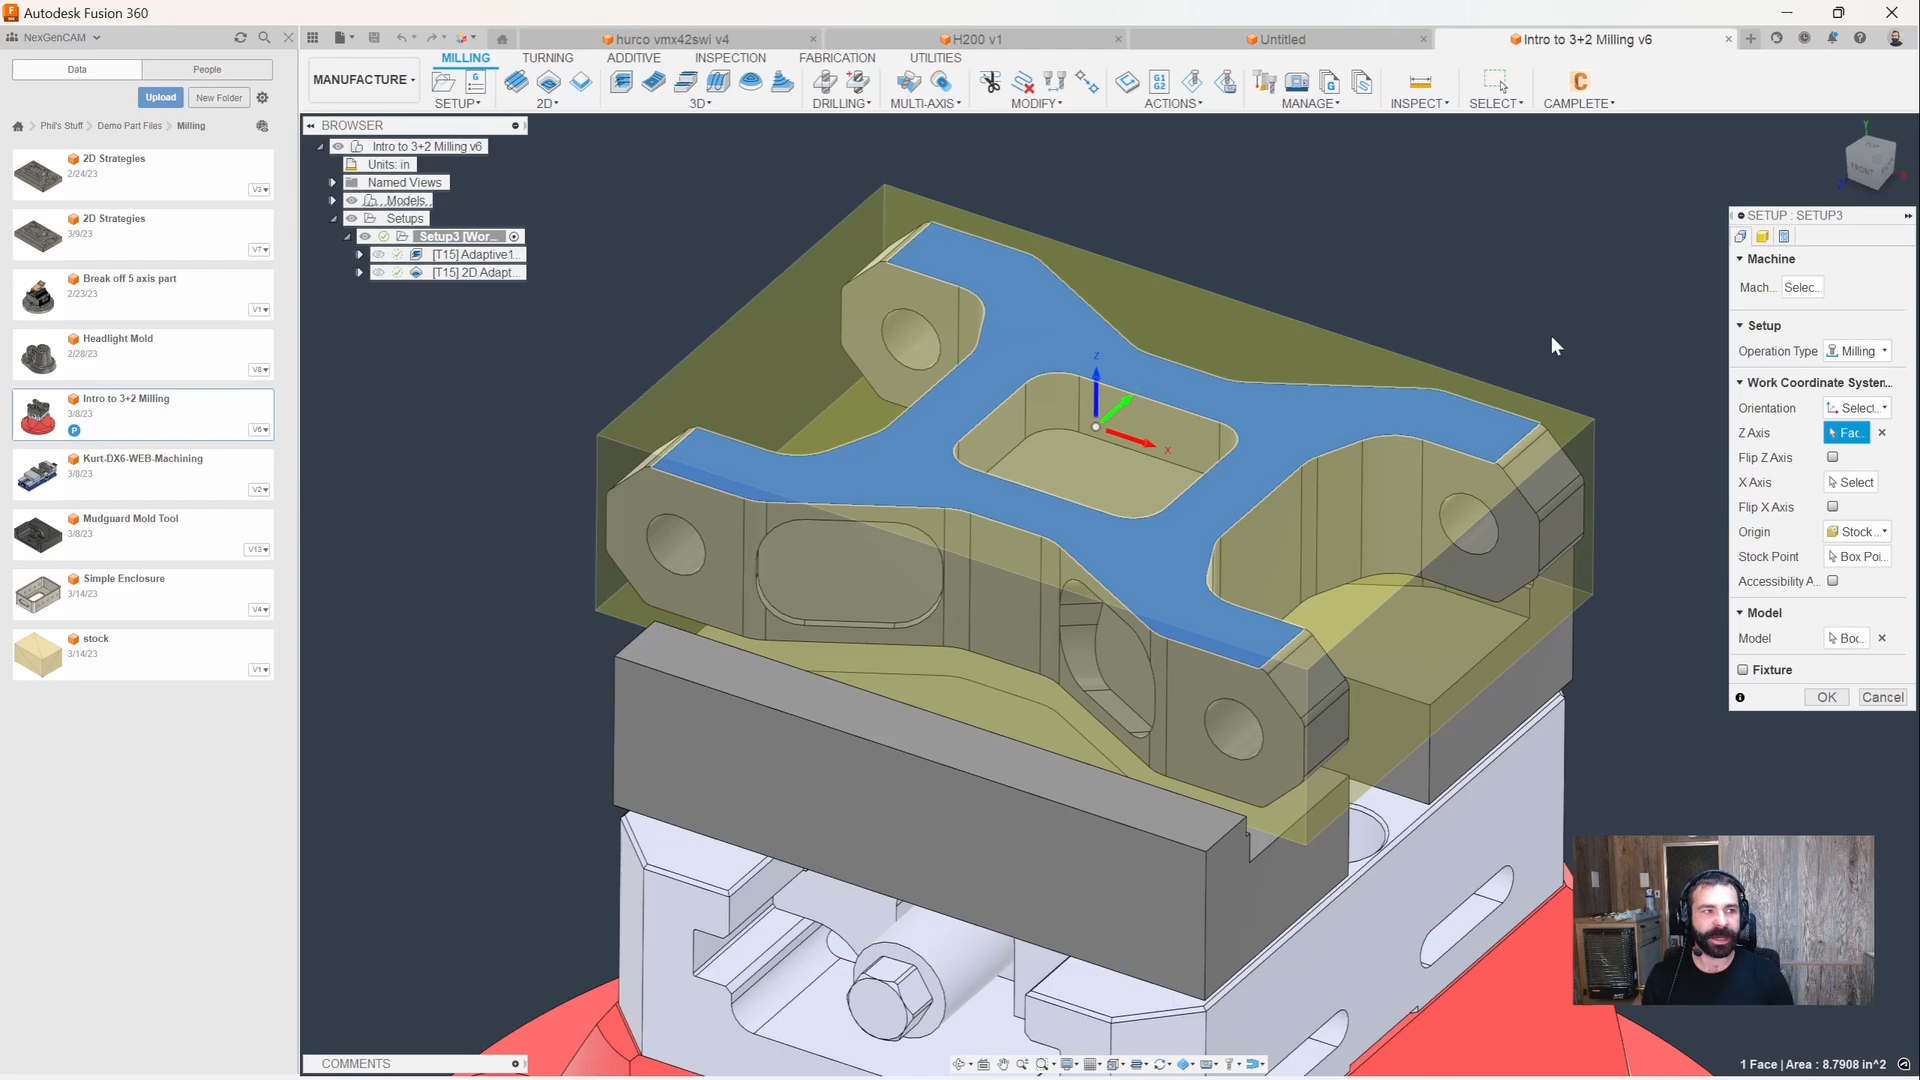 Autodesk Fusion 360
NexGenCAM
hurco vmx42swi v4
H200 v1
Untitled
Intro to 3+2 Milling v6
Data
People
Upload
New Folder
Phil's Stuff
Demo Part Files
Milling
2D Strategies
2/24/23
V3
2D Strategies
3/9/23
V7
Break off 5 axis part
2/23/23
V1
Headlight Mold
2/28/23
V8
Intro to 3+2 Milling
3/8/23
P
V6
Kurt-DX6-WEB-Machining
3/8/23
V2
Mudguard Mold Tool
3/8/23
V13
Simple Enclosure
3/14/23
V4
stock
3/14/23
V1
MILLING
TURNING
ADDITIVE
INSPECTION
FABRICATION
UTILITIES
MANUFACTURE
G1
G2
SETUP
2D
3D
DRILLING
MULTI-AXIS
MODIFY
ACTIONS
MANAGE
INSPECT
SELECT
COMPLETE
BROWSER
Intro to 3+2 Milling v6
Units: in
Named Views
Models
Setups
Setup3 [Wor...
[T15] Adaptive1...
[T15] 2D Adapt...
Z
X
Y
FRONT
SETUP : SETUP3
Machine
Mach... Selec...
Setup
Operation Type Milling
Work Coordinate System...
Orientation Select...
Z Axis Fac...
Flip Z Axis
X Axis Select
Flip X Axis
Origin Stock...
Stock Point Box Poi...
Accessibility A...
Model
Model Boc...
Fixture
OK Cancel
COMMENTS
1 Face | Area : 8.7908 in^2